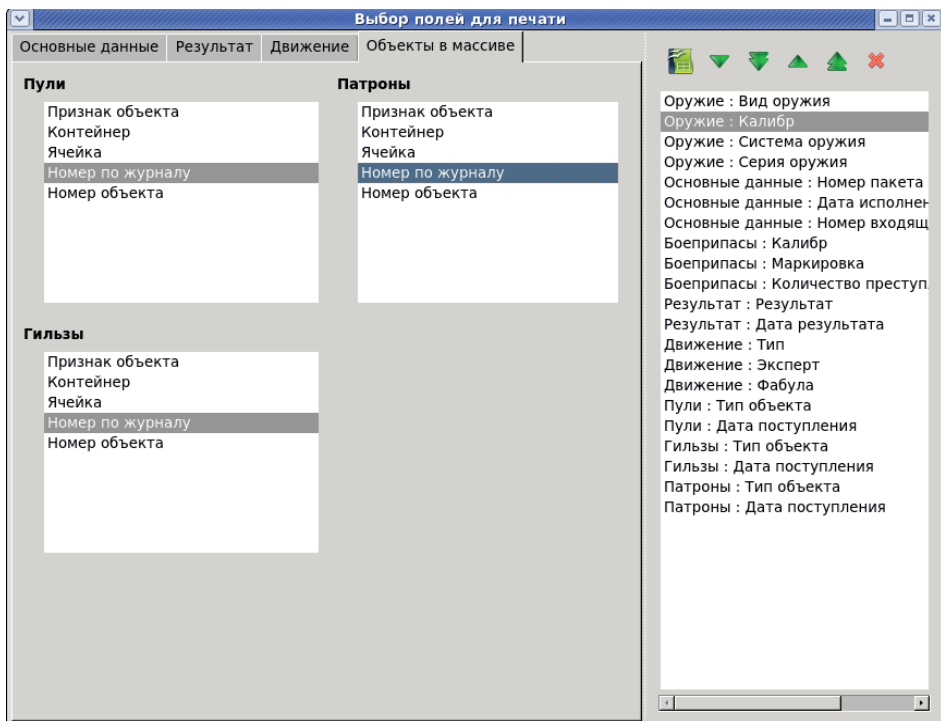 Выбор полей для печати
Основные данные
Результат
Движение
Объекты в массиве
Пули
Признак объекта
Контейнер
Ячейка
Номер по журналу
Номер объекта
Патроны
Признак объекта
Контейнер
Ячейка
Номер по журналу
Номер объекта
Гильзы
Признак объекта
Контейнер
Ячейка
Номер по журналу
Номер объекта
Оружие : Вид оружия
Оружие : Калибр
Оружие : Система оружия
Оружие : Серия оружия
Основные данные : Номер пакета
Основные данные : Дата исполнен
Основные данные : Номер входящ
Боеприпасы : Калибр
Боеприпасы : Маркировка
Боеприпасы : Количество преступ
Результат : Результат
Результат : Дата результата
Движение : Тип
Движение : Эксперт
Движение : Фабула
Пули : Тип объекта
Пули : Дата поступления
Гильзы : Тип объекта
Гильзы : Дата поступления
Патроны : Тип объекта
Патроны : Дата поступления